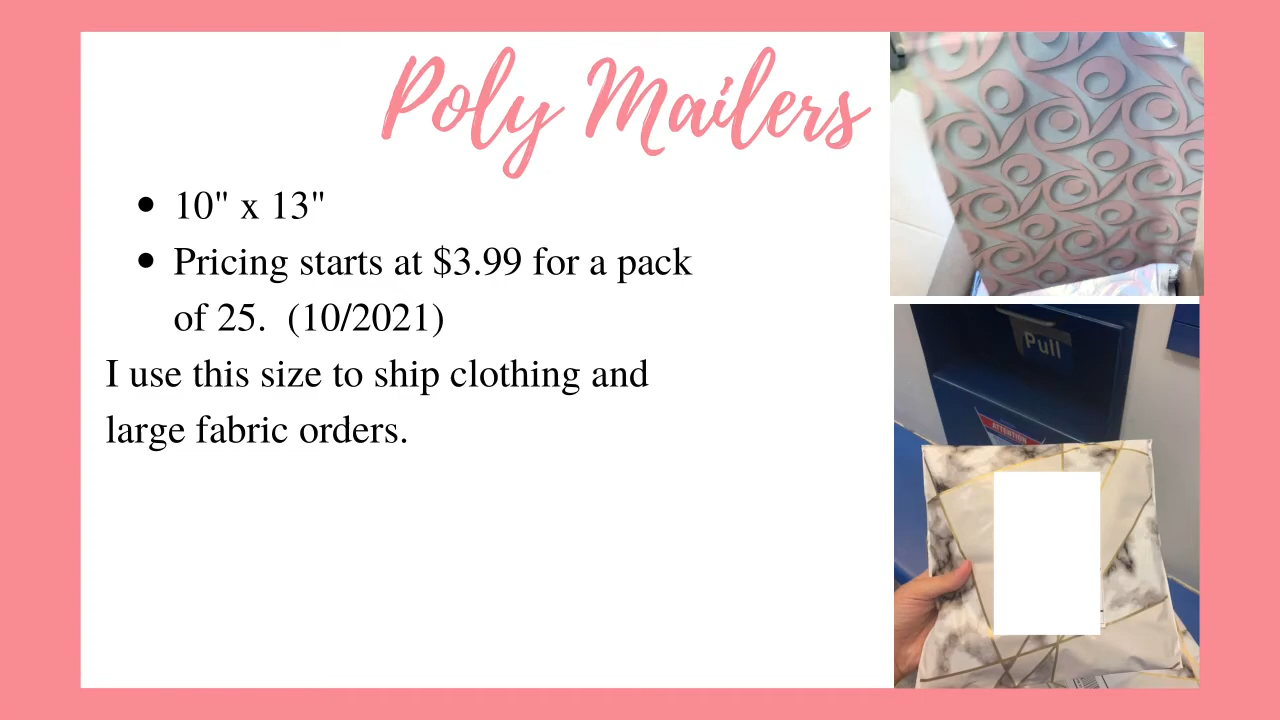 Poly Mailers
• 10" x 13"
• Pricing starts at $3.99 for a pack
of 25.  (10/2021)
I use this size to ship clothing and
large fabric orders.
Pull
ATTENTION